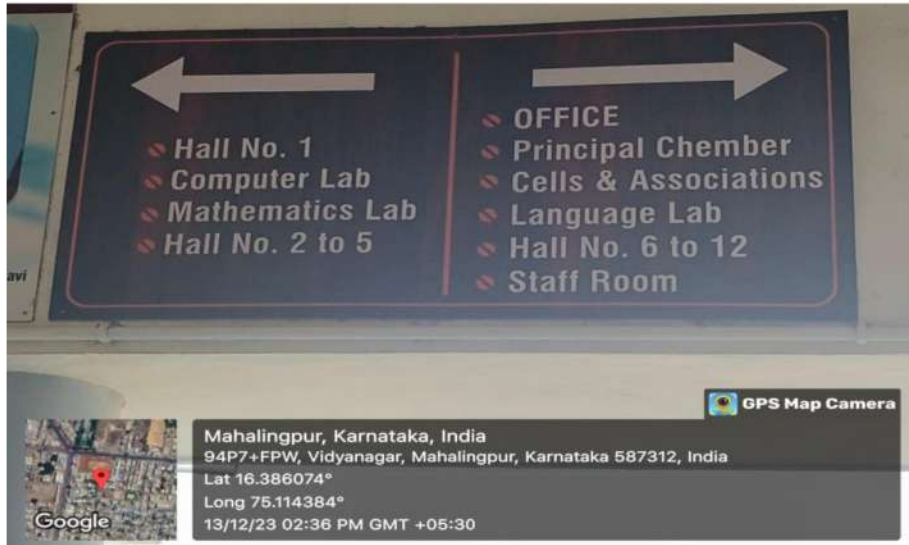 Hall No. 1
Computer Lab
Mathematics Lab
Hall No. 2 to 5
OFFICE
Principal Chember
Cells & Associations
Language Lab
Hall No. 6 to 12
Staff Room
avi
GPS Map Camera
Mahalingpur, Karnataka, India
94P7+FPW, Vidyanagar, Mahalingpur, Karnataka 587312, India
Lat 16.386074°
Long 75.114384°
13/12/23 02:36 PM GMT +05:30
Google